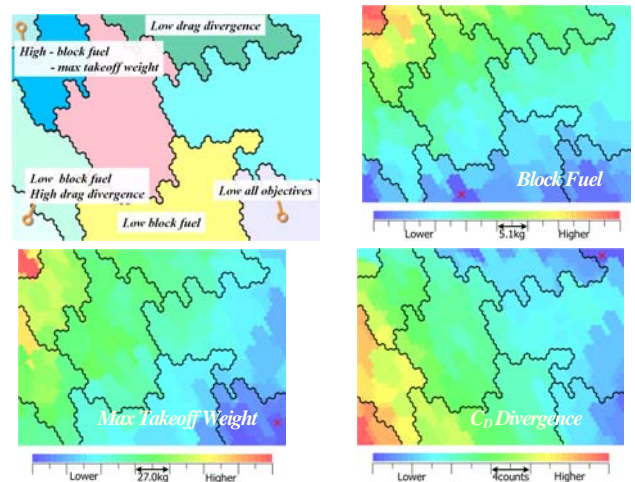 Low drag divergence
High - block fuel
- max takeoff weight
Low block fuel
High drag divergence
Low all objectives
Low block fuel
Block Fuel
Lower
5.1kg
Higher
Max Takeoff Weight
Lower
27.0kg
Higher
CD Divergence
Lower
4counts
Higher